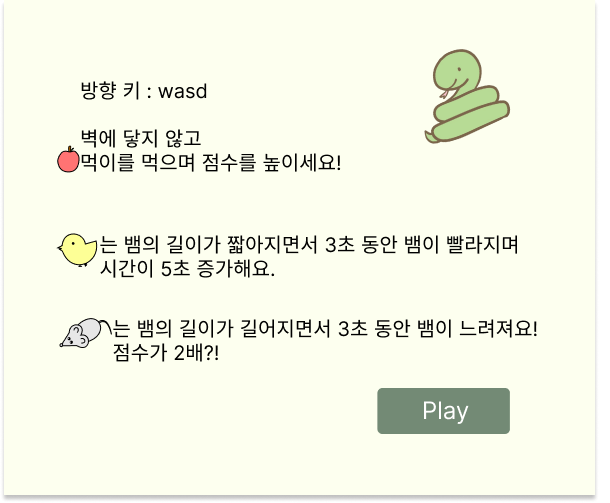 방향 키 : wasd
벽에 닿지 않고
먹이를 먹으며 점수를 높이세요!
는 뱀의 길이가 짧아지면서 3초 동안 뱀이 빨라지며
시간이 5초 증가해요.
는 뱀의 길이가 길어지면서 3초 동안 뱀이 느려져요!
점수가 2배?!
Play